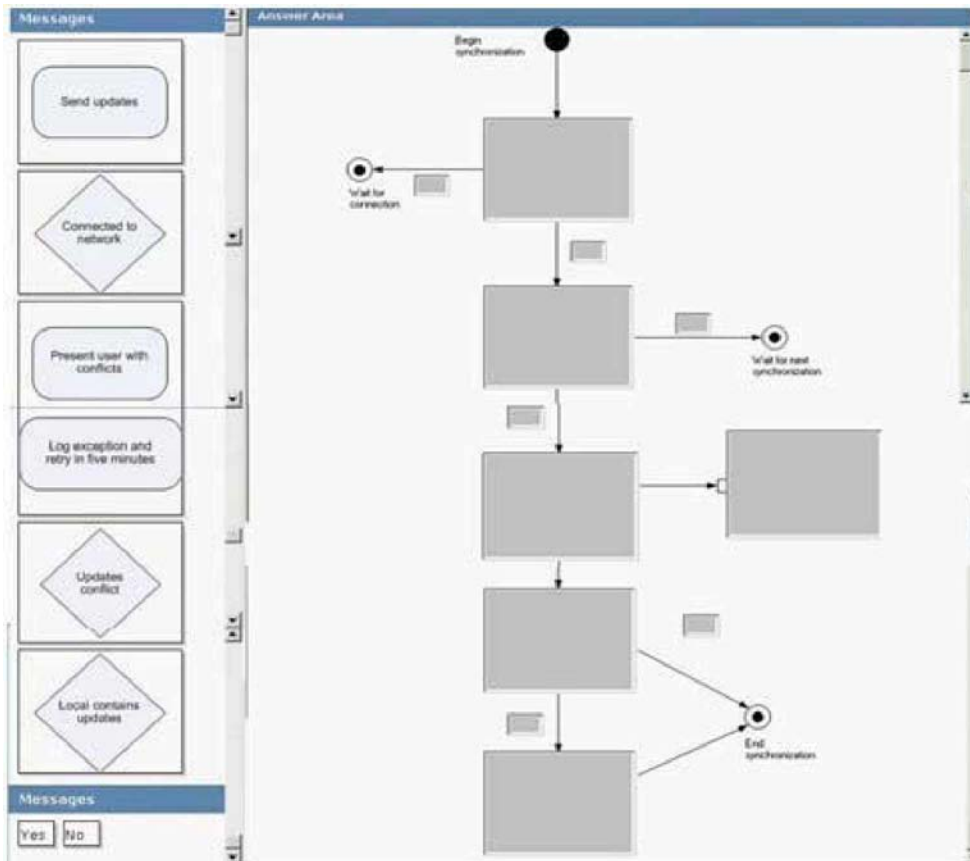 Messages
Send updates
Connected to
network
Present user with
conflicts
Log exception and
retry in five minutes
Updates
conflict
Local contains
updates
Messages
Yes
No
Answer Area
Begin
synchronization
Wait for
connection
Wait for next
synchronization
End
synchronization